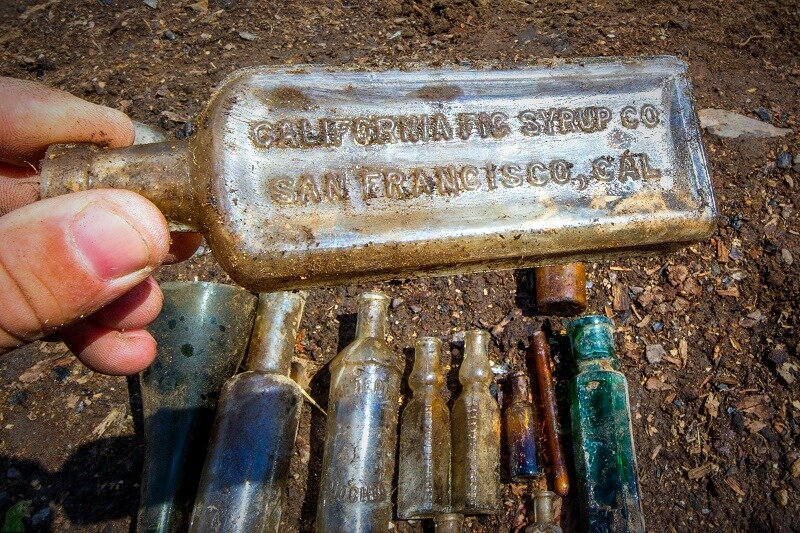 CALIFORNIA FIG SYRUP CO
SAN FRANCISCO., CAL